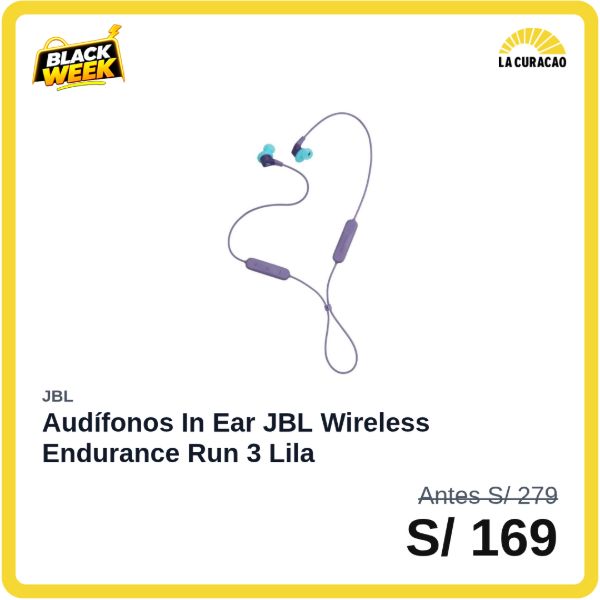 BLACK
WEEK
LA CURACAO
JBL
Audífonos In Ear JBL Wireless
Endurance Run 3 Lila
Antes S/ 279
S/ 169